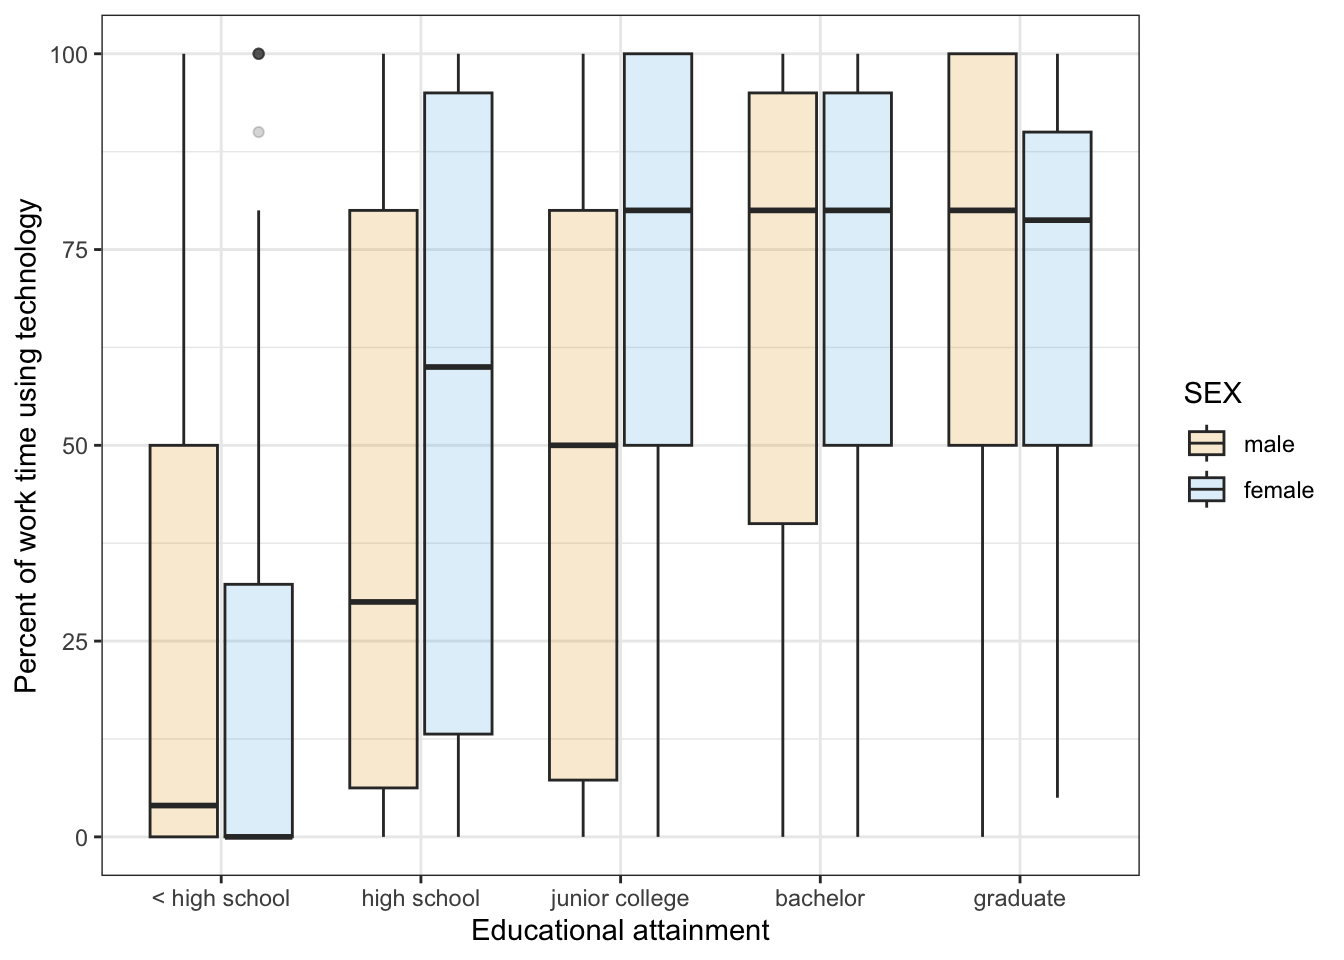 Percent of work time using technology
100
75
50
25
0
< high school
high school
junior college
bachelor
graduate
Educational attainment
SEX
male
female